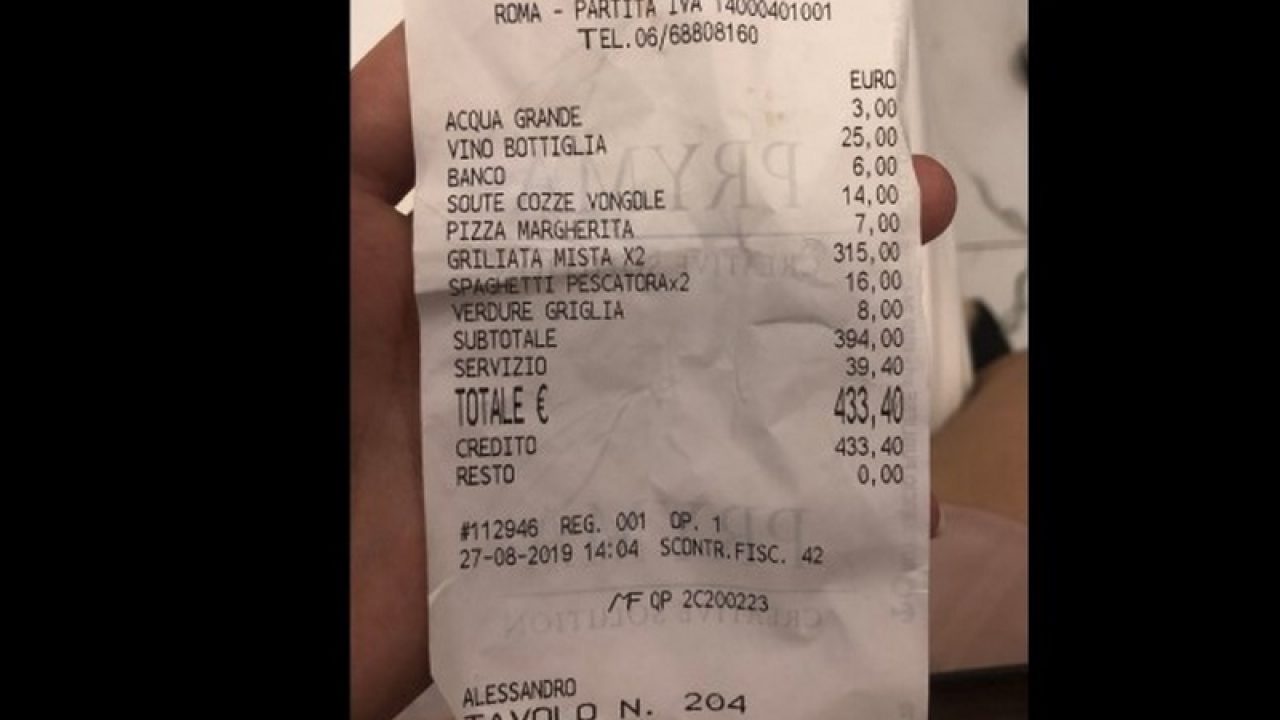 ROMA - PARTITA IVA 14000401001
TEL.06/68808160
EURO
ACQUA GRANDE 3,00
VINO BOTTIGLIA 25,00
BANCO 6,00
SOUTE COZZE VONGOLE 14,00
PIZZA MARGHERITA 7,00
GRILIATA MISTA X2 315,00
SPAGHETTI PESCATORAx2 16,00
VERDURE GRIGLIA 8,00
SUBTOTALE 394,00
SERVIZIO 39,40
TOTALE € 433,40
CREDITO 433,40
RESTO 0,00
#112946 REG. 001 OP. 1
27-08-2019 14:04 SCONTR.FISC. 42
MF QP 2C200223
ALESSANDRO
TAVOLO N. 204